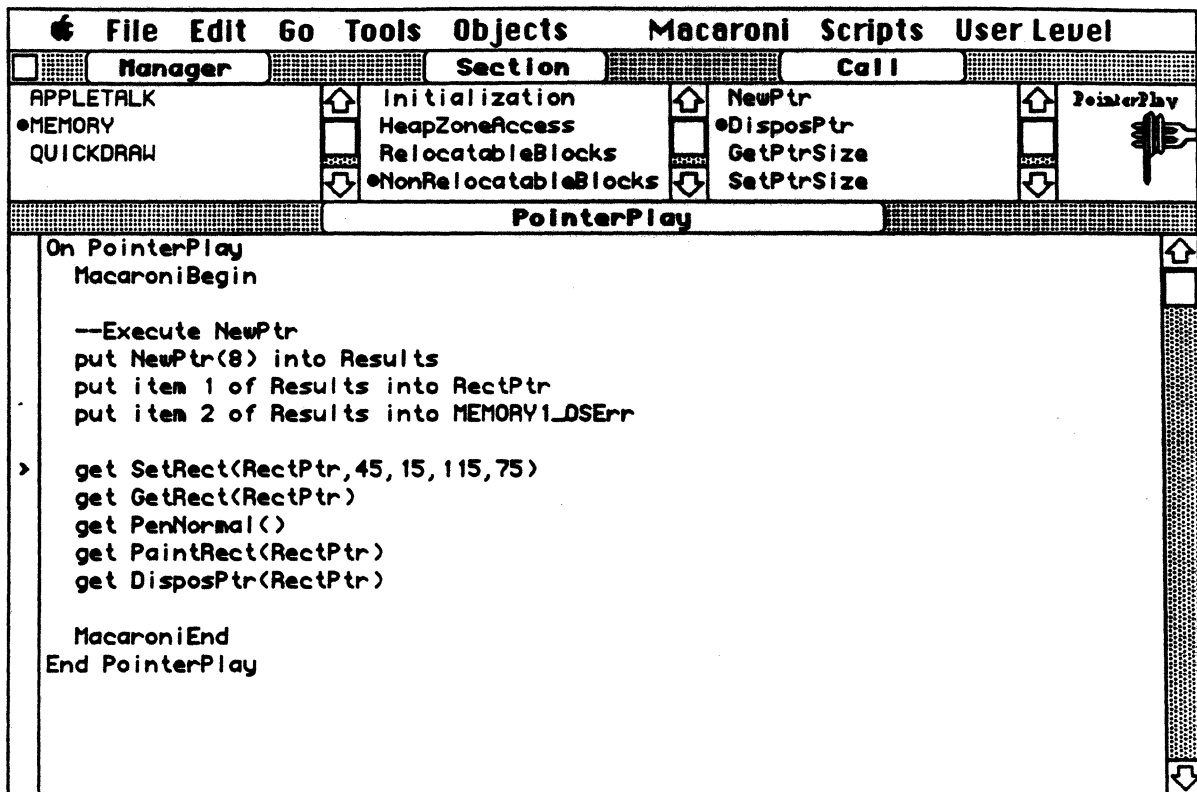 File Edit Go Tools Objects Macaroni Scripts User Level
Manager Section Call
APPLETALK
•MEMORY
QUICKDRAW
Initialization
HeapZoneAccess
RelocatableBlocks
•NonRelocatableBlocks
NewPtr
•DisposPtr
GetPtrSize
SetPtrSize
PointerPlay
PointerPlay
On PointerPlay
MacaroniBegin
--Execute NewPtr
put NewPtr(8) into Results
put item 1 of Results into RectPtr
put item 2 of Results into MEMORY1_OSErr
> get SetRect(RectPtr,45,15,115,75)
get GetRect(RectPtr)
get PenNormal()
get PaintRect(RectPtr)
get DisposPtr(RectPtr)
MacaroniEnd
End PointerPlay